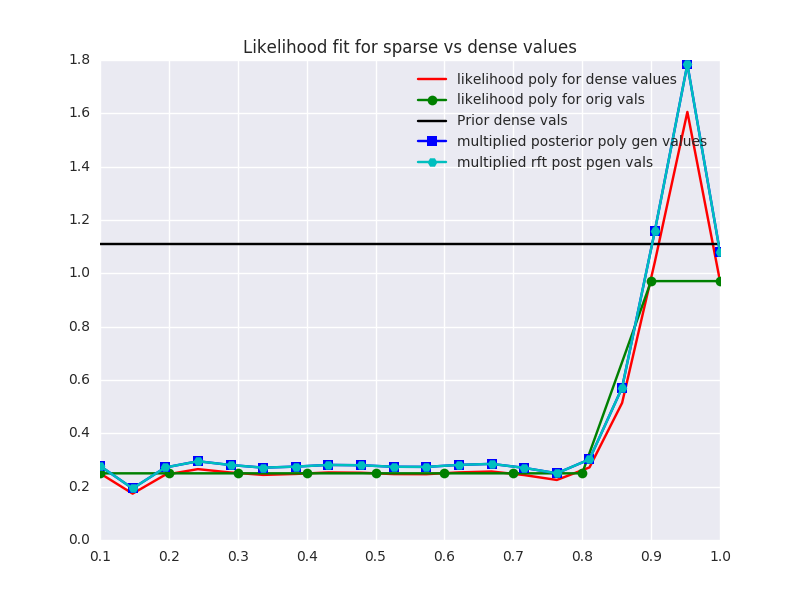 Likelihood fit for sparse vs dense values
1.8
1.6
1.4
1.2
1.0
0.8
0.6
0.4
0.2
0.0
likelihood poly for dense values
likelihood poly for orig vals
Prior dense vals
multiplied posterior poly gen values
multiplied rft post pgen vals
0.1 0.2 0.3 0.4 0.5 0.6 0.7 0.8 0.9 1.0